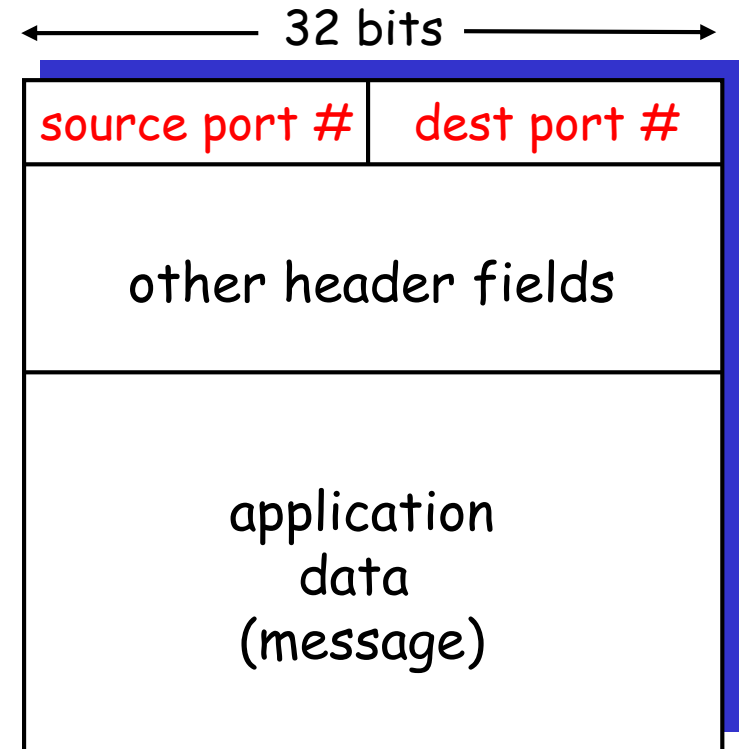 32 bits
source port # dest port #
other header fields
application
data
(message)